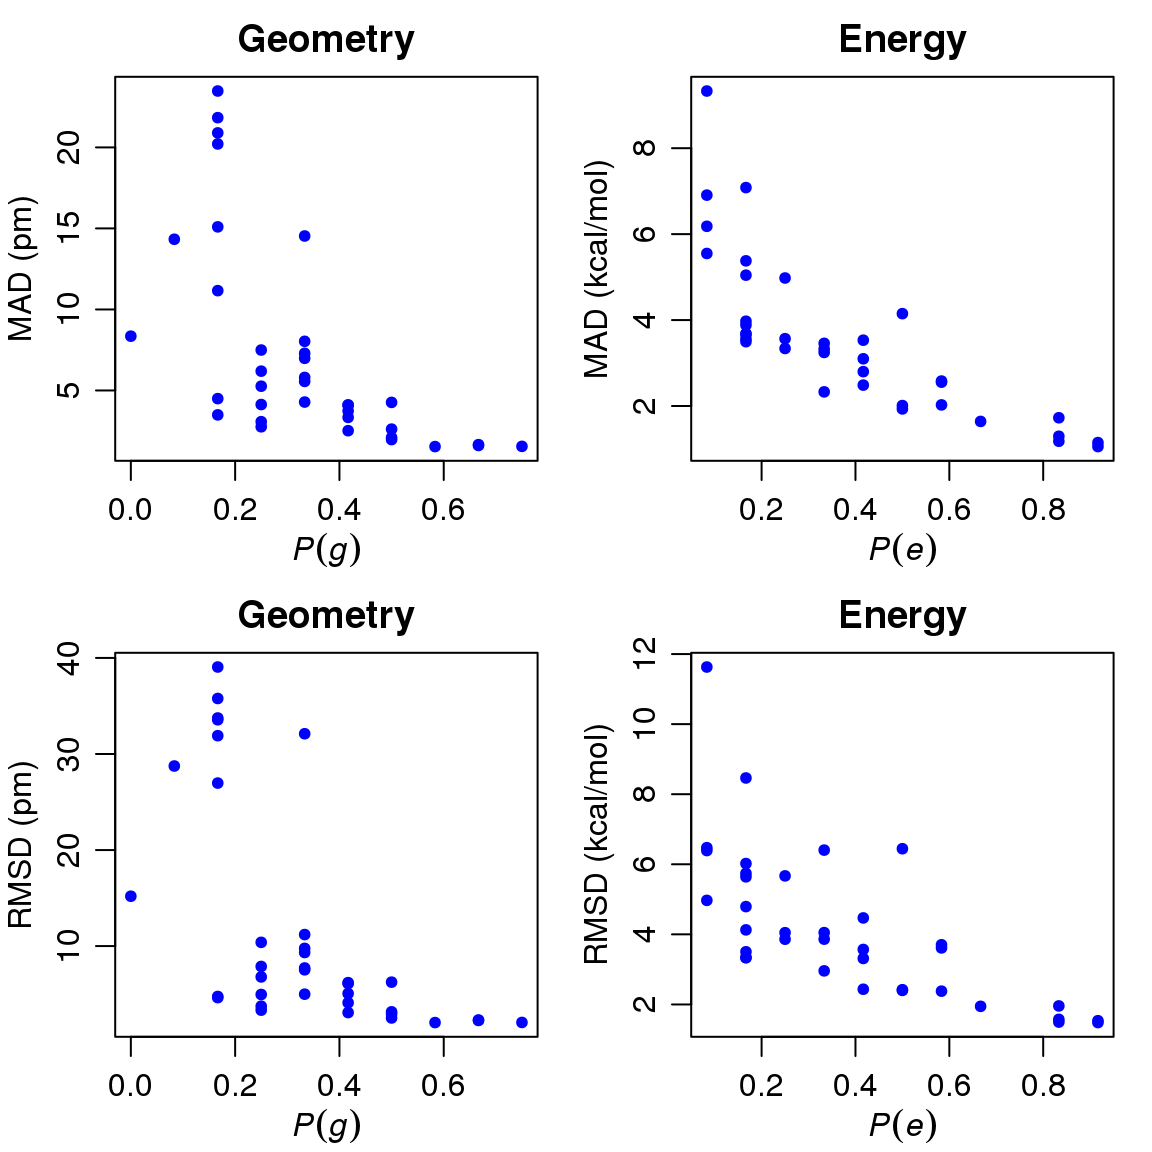 Geometry
MAD (pm)
20
15
10
5
0.0 0.2 0.4 0.6
P(g)
Energy
MAD (kcal/mol)
8
6
4
2
0.2 0.4 0.6 0.8
P(e)
Geometry
RMSD (pm)
40
30
20
10
0.0 0.2 0.4 0.6
P(g)
Energy
RMSD (kcal/mol)
12
10
8
6
4
2
0.2 0.4 0.6 0.8
P(e)